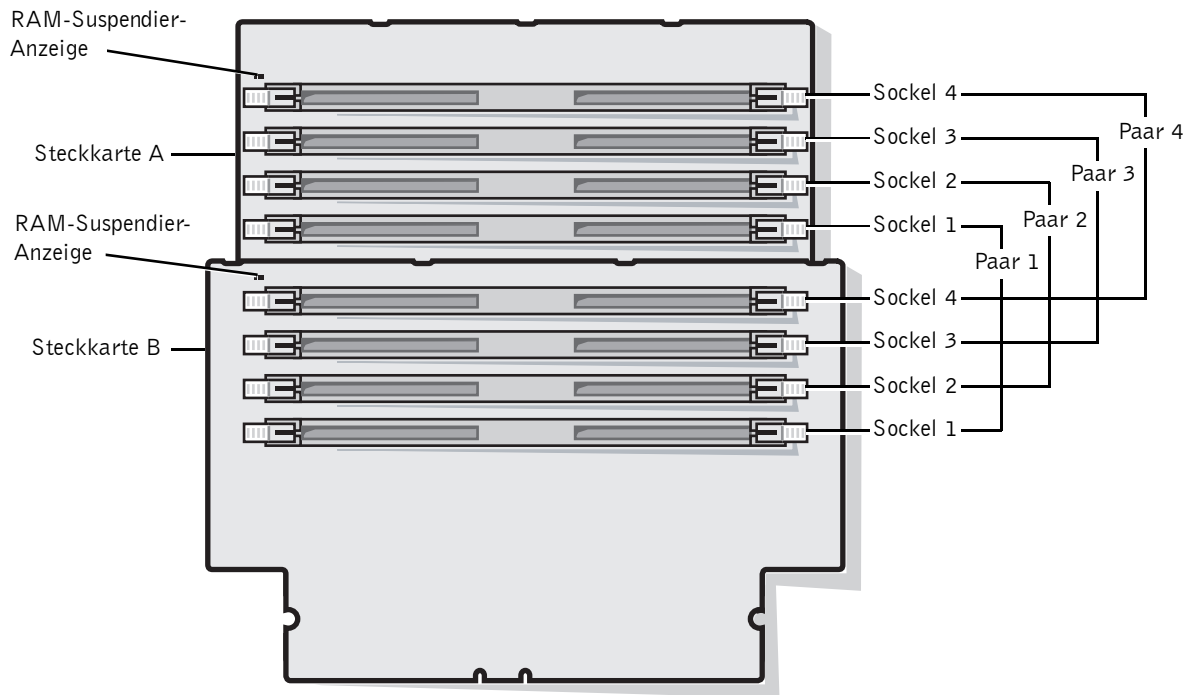 RAM-Suspendier-
Anzeige
Sockel 4
Paar 4
Sockel 3
Steckkarte A
Paar 3
Sockel 2
RAM-Suspendier-
Anzeige
Sockel 1
Paar 2
Paar 1
Sockel 4
Steckkarte B
Sockel 3
Sockel 2
Sockel 1